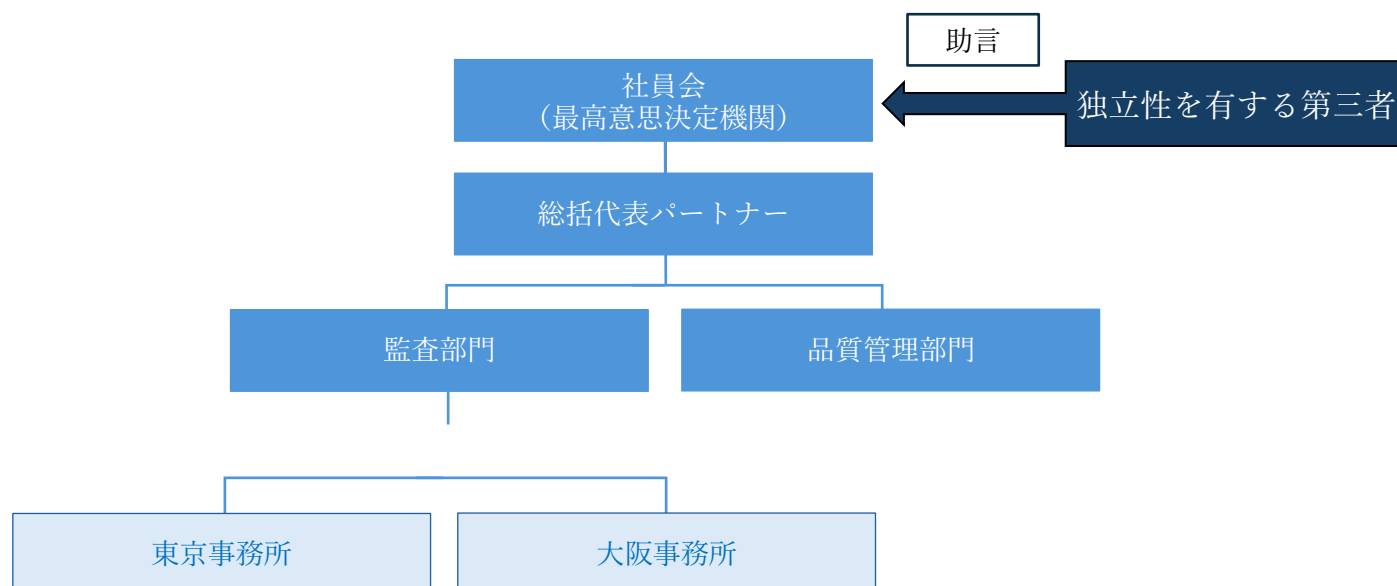 助言
社員会
（最高意思決定機関）
独立性を有する第三者
総括代表パートナー
監査部門
品質管理部門
東京事務所
大阪事務所